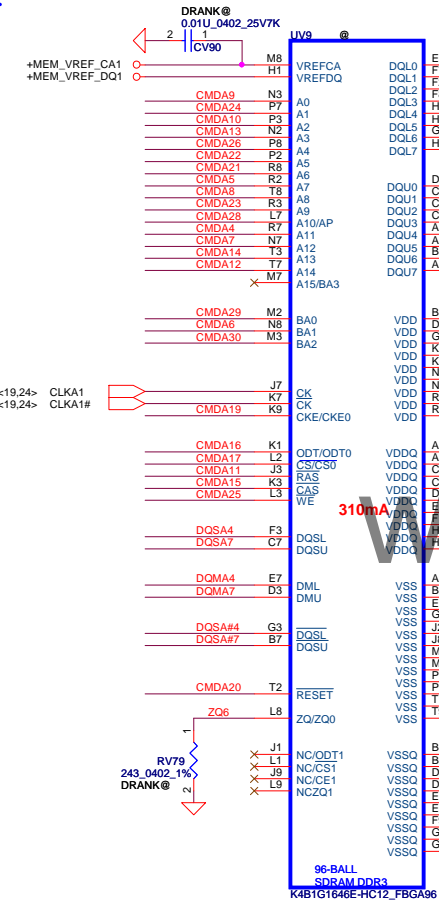 DRANK@
0.01U_0402_25V7K
2 1
CV90
UV9 @
+MEM_VREF_CA1 M8 VREFCA DQL0 E
+MEM_VREF_DQ1 H1 VREFDQ DQL1 F
DQL2 F
CMDA9 N3 A0 DQL3 F
CMDA24 P7 A1 DQL4 H
CMDA10 P3 A2 DQL5 H
CMDA13 N2 A3 DQL6 G
CMDA26 P8 A4 DQL7 H
CMDA22 P2 A5
CMDA21 R8 A6
CMDA5 R2 A7 DQU0 D
CMDA8 T8 A8 DQU1 C
CMDA23 R3 A9 DQU2 C
CMDA28 L7 A10/AP DQU3 C
CMDA4 R7 A11 DQU4 A
CMDA7 N7 A12 DQU5 A
CMDA14 T3 A13 DQU6 B
CMDA12 T7 A14 DQU7 A
M7 A15/BA3
CMDA29 M2 BA0 VDD B
CMDA6 N8 BA1 VDD D
CMDA30 M3 BA2 VDD G
VDD K
VDD K
VDD N
<19,24> CLKA1 J7 CK VDD N
<19,24> CLKA1# K7 CK VDD R
CMDA19 K9 CKE/CKE0 VDD R
CMDA16 K1 ODT/ODT0 VDDQ A
CMDA17 L2 CS/CS0 VDDQ A
CMDA11 J3 RAS VDDQ C
CMDA15 K3 CAS VDDQ C
CMDA25 L3 WE VDDQ D
310mA VDDQ E
VDDQ F
DQSA4 F3 DQSL VDDQ H
DQSA7 C7 DQSU VDDQ H
DQMA4 E7 DML VSS A
DQMA7 D3 DMU VSS B
VSS E
VSS G
DQSA#4 G3 DQSL VSS J2
DQSA#7 B7 DQSU VSS J8
VSS M
VSS M
VSS P
CMDA20 T2 RESET VSS P
VSS T
ZQ6 L8 ZQ/ZQ0 VSS T
1
RV79
243_0402_1%
DRANK@
2
J1 NC/ODT1 VSSQ B
L1 NC/CS1 VSSQ B
J9 NC/CE1 VSSQ D
L9 NCZQ1 VSSQ D
VSSQ E
VSSQ E
VSSQ F
VSSQ G
VSSQ G
96-BALL
SDRAM DDR3
K4B1G1646E-HC12_FBGA96